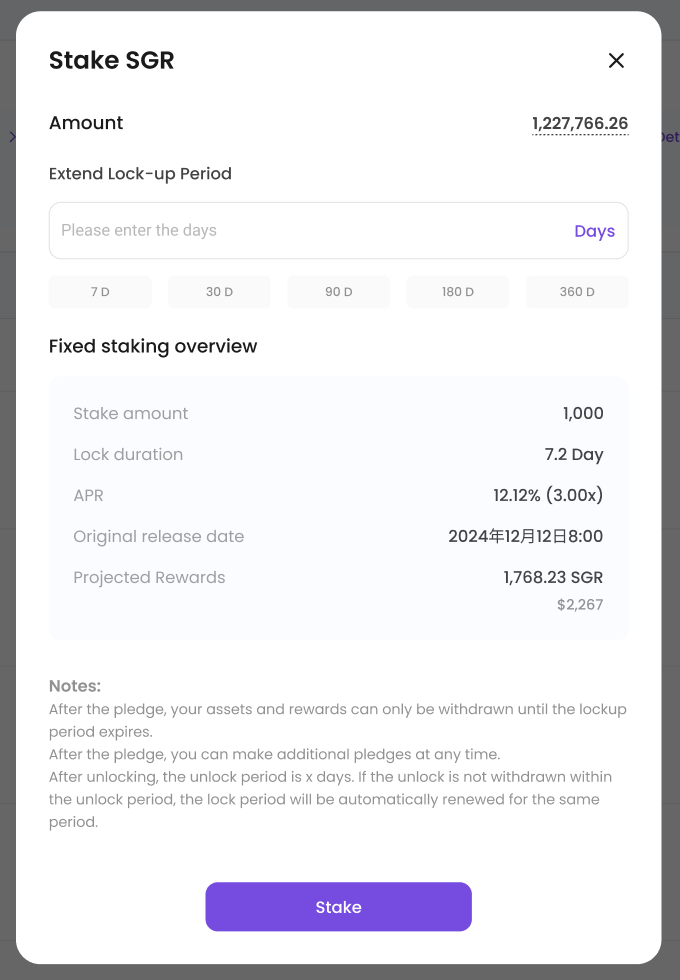 Stake SGR
Amount
1,227,766.26
Extend Lock-up Period
Please enter the days
Days
7 D
30 D
90 D
180 D
360 D
Fixed staking overview
Stake amount
1,000
Lock duration
7.2 Day
APR
12.12% (3.00x)
Original release date
2024年12月12日8:00
Projected Rewards
1,768.23 SGR
$2,267
Notes:
After the pledge, your assets and rewards can only be withdrawn until the lockup
period expires.
After the pledge, you can make additional pledges at any time.
After unlocking, the unlock period is x days. If the unlock is not withdrawn within
the unlock period, the lock period will be automatically renewed for the same
period.
Stake